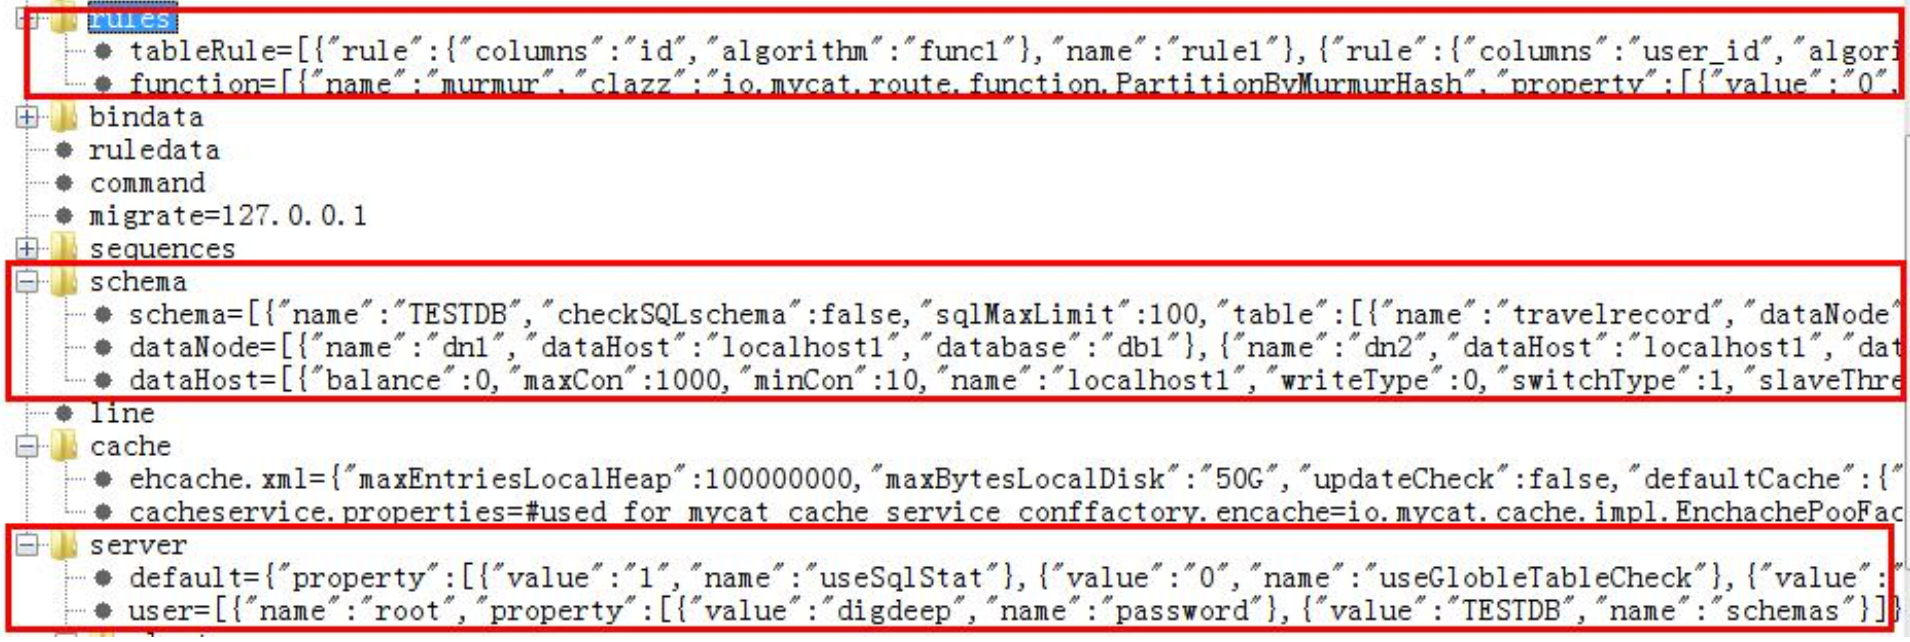 rules
tableRule=[{"rule":{"columns":"id","algorithm":"func1"},"name":"rule1"},{"rule":{"columns":"user_id","algori
function=[{"name":"murmur","clazz":"io.mycat.route.function.PartitionByMurmurHash","property":[{"value":"0",
bindata
ruledata
command
migrate=127.0.0.1
sequences
schema
schema=[{"name":"TESTDB","checkSQLschema":false,"sqlMaxLimit":100,"table":[{"name":"travelrecord","dataNode"
dataNode=[{"name":"dn1","dataHost":"localhost1","database":"db1"},{"name":"dn2","dataHost":"localhost1","dat
dataHost=[{"balance":0,"maxCon":1000,"minCon":10,"name":"localhost1","writeType":0,"switchType":1,"slaveThre
line
cache
ehcache.xml={"maxEntriesLocalHeap":100000000,"maxBytesLocalDisk":"50G","updateCheck":false,"defaultCache":{"
cacheservice.properties=#used for mycat cache service conffactory.encache=io.mycat.cache.impl.EnchachePooFac
server
default={"property":[{"value":"1","name":"useSqlStat"},{"value":"0","name":"useGlobleTableCheck"},{"value":"
user=[{"name":"root","property":[{"value":"digdeep","name":"password"},{"value":"TESTDB","name":"schemas"}]}